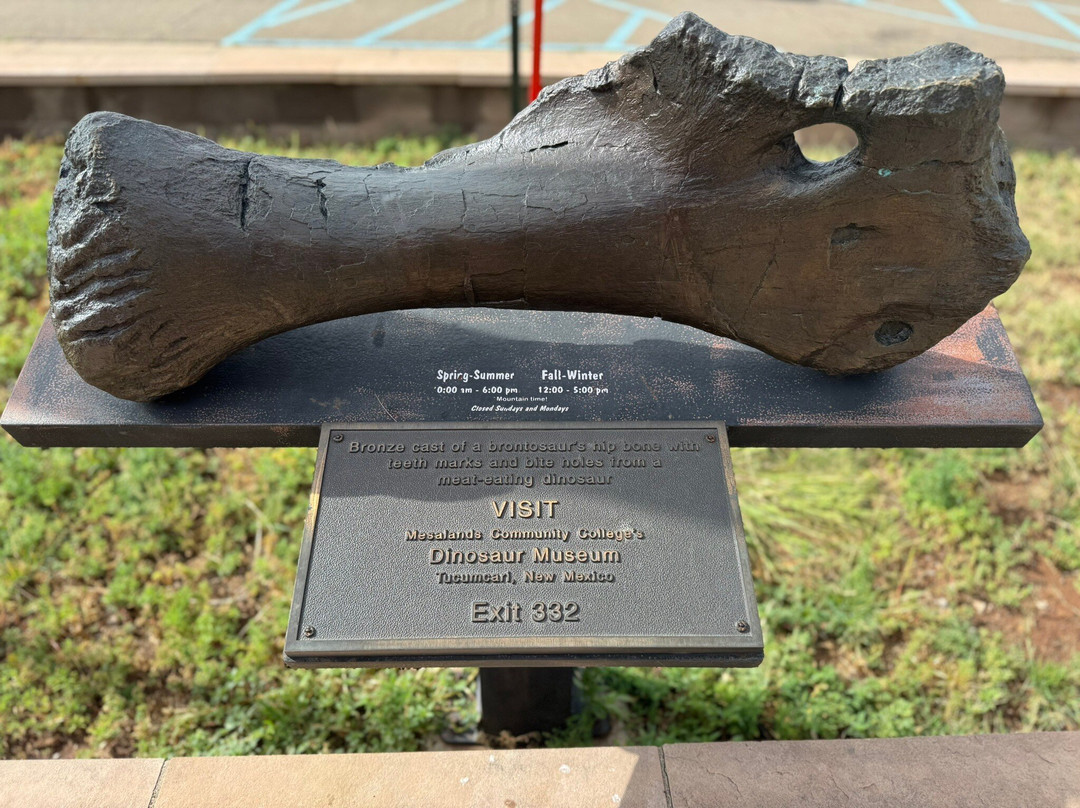 Spring-Summer Fall-Winter
0:00 am - 6:00 pm 12:00 - 5:00 pm
Mountain time!
Closed Sundays and Mondays
Bronze cast of a brontosaur's hip bone with
teeth marks and bite holes from a
meat-eating dinosaur
VISIT
Mesalands Community College's
Dinosaur Museum
Tucumcari, New Mexico
Exit 332